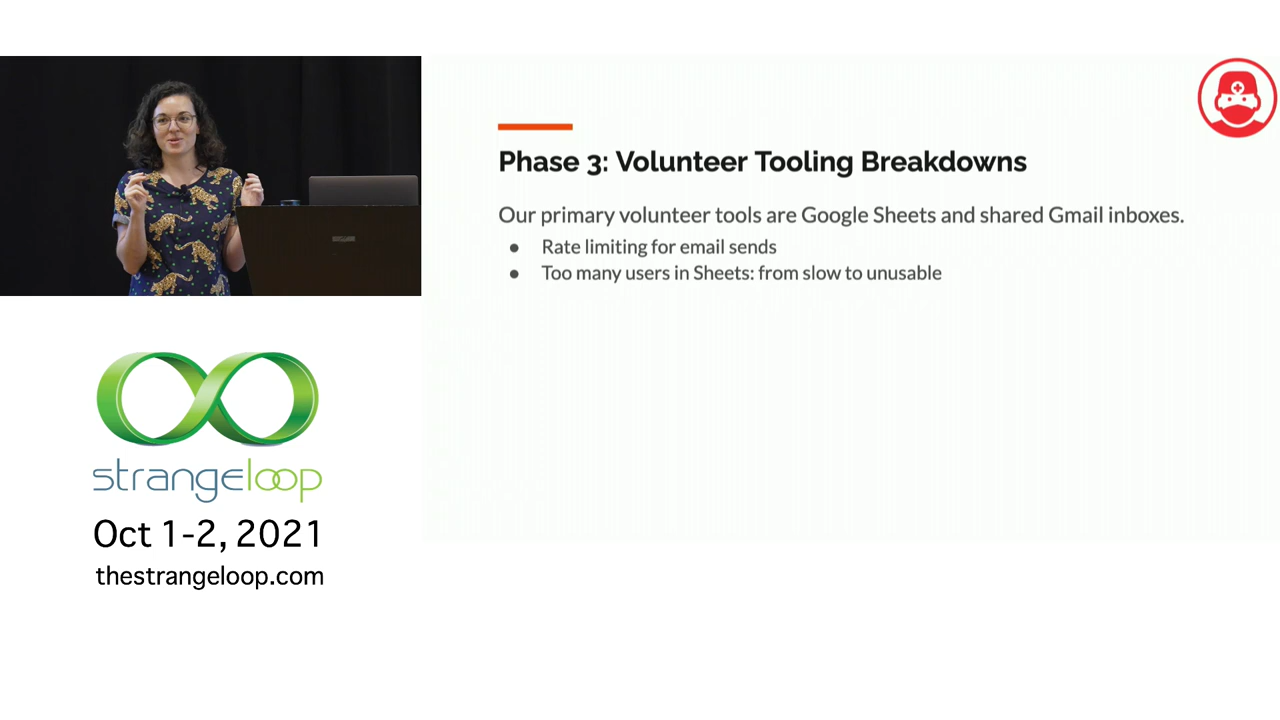 Phase 3: Volunteer Tooling Breakdowns
Our primary volunteer tools are Google Sheets and shared Gmail inboxes.
● Rate limiting for email sends
● Too many users in Sheets: from slow to unusable
strangeloop
Oct 1-2, 2021
thestrangeloop.com